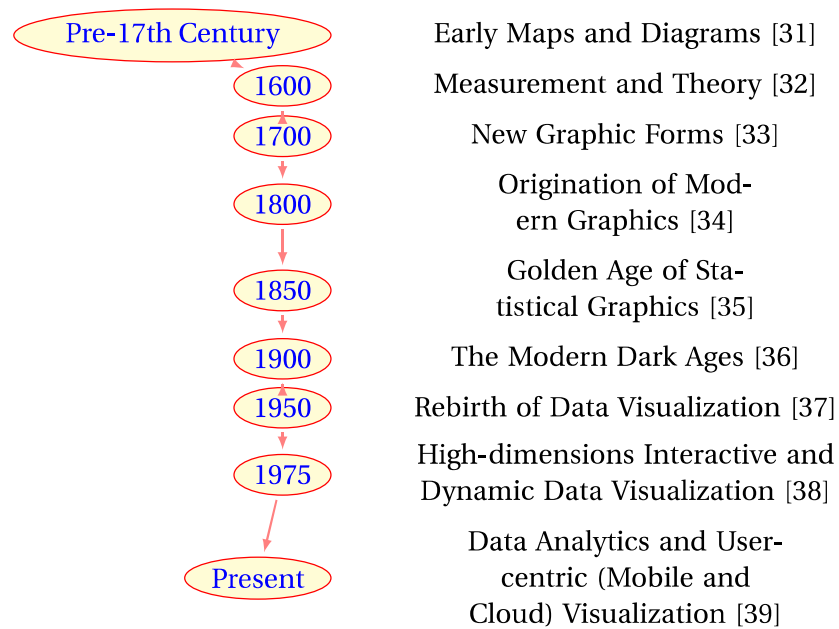 Pre-17th Century Early Maps and Diagrams [31]
1600 Measurement and Theory [32]
1700 New Graphic Forms [33]
1800 Origination of Mod-
ern Graphics [34]
1850 Golden Age of Sta-
tistical Graphics [35]
1900 The Modern Dark Ages [36]
1950 Rebirth of Data Visualization [37]
1975 High-dimensions Interactive and
Dynamic Data Visualization [38]
Present Data Analytics and User-
centric (Mobile and
Cloud) Visualization [39]